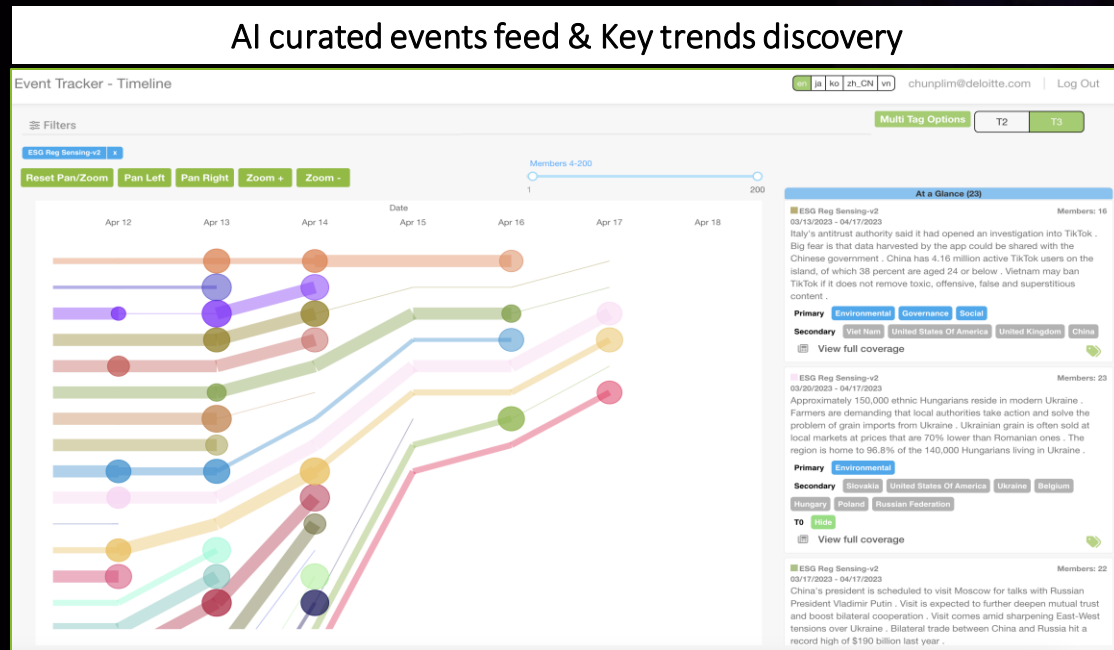 AI curated events feed & Key trends discovery
Event Tracker - Timeline
en ja ko zh_CN vn
chunplim@deloitte.com | Log Out
Filters
Multi Tag Options
T2
T3
ESG Reg Sensing-v2 x
Reset Pan/Zoom
Pan Left
Pan Right
Zoom +
Zoom -
Members 4-200
1
200
Date
Apr 12
Apr 13
Apr 14
Apr 15
Apr 16
Apr 17
Apr 18
At a Glance (23)
ESG Reg Sensing-v2 Members: 16
03/13/2023 - 04/17/2023
Italy's antitrust authority said it had opened an investigation into TikTok .
Big fear is that data harvested by the app could be shared with the
Chinese government . China has 4.16 million active TikTok users on the
island, of which 38 percent are aged 24 or below . Vietnam may ban
TikTok if it does not remove toxic, offensive, false and superstitious
content .
Primary Environmental Governance Social
Secondary Viet Nam United States Of America United Kingdom China
View full coverage
ESG Reg Sensing-v2 Members: 23
03/20/2023 - 04/17/2023
Approximately 150,000 ethnic Hungarians reside in modern Ukraine .
Farmers are demanding that local authorities take action and solve the
problem of grain imports from Ukraine . Ukrainian grain is often sold at
local markets at prices that are 70% lower than Romanian ones . The
region is home to 96.8% of the 140,000 Hungarians living in Ukraine .
Primary Environmental
Secondary Slovakia United States Of America Ukraine Belgium
Hungary Poland Russian Federation
T0 Hide
View full coverage
ESG Reg Sensing-v2 Members: 22
03/17/2023 - 04/17/2023
China's president is scheduled to visit Moscow for talks with Russian
President Vladimir Putin . Visit is expected to further deepen mutual trust
and boost bilateral cooperation . Visit comes amid sharpening East-West
tensions over Ukraine . Bilateral trade between China and Russia hit a
record high of $190 billion last year .